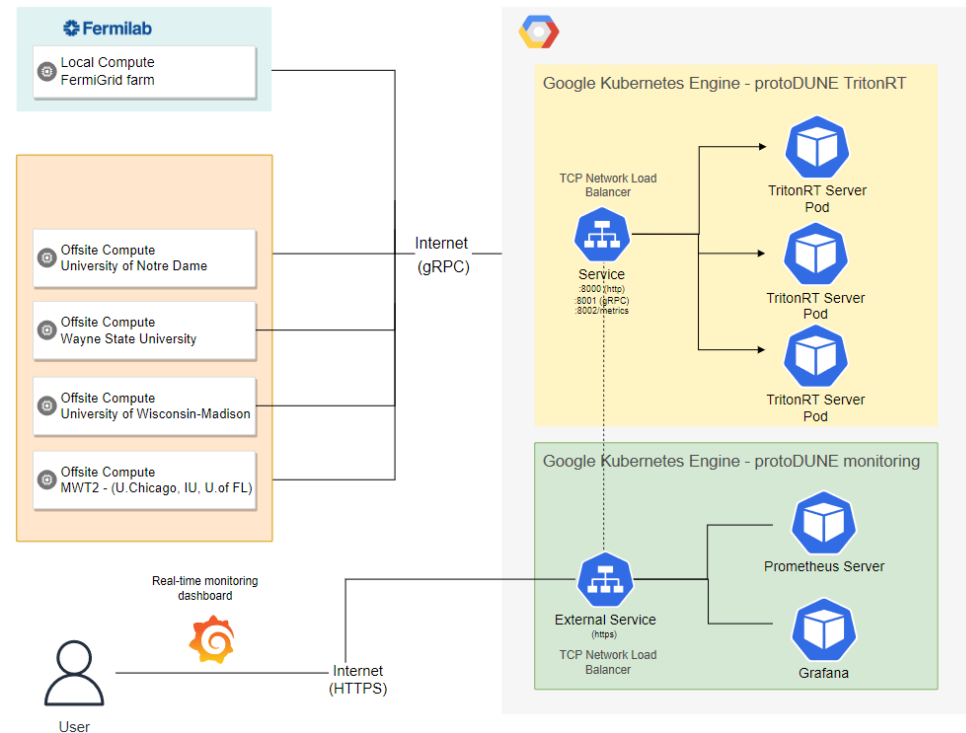 Fermilab
Local Compute
FermiGrid farm
Offsite Compute
University of Notre Dame
Offsite Compute
Wayne State University
Offsite Compute
University of Wisconsin-Madison
Offsite Compute
MWT2 - (U.Chicago, IU, U.of FL)
Internet
(gRPC)
Google Kubernetes Engine - protoDUNE TritonRT
TCP Network Load
Balancer
Service
:8000 (http)
:8001 (gRPC)
:8002/metrics
TritonRT Server
Pod
TritonRT Server
Pod
TritonRT Server
Pod
Google Kubernetes Engine - protoDUNE monitoring
Prometheus Server
External Service
(https)
TCP Network Load
Balancer
Grafana
Real-time monitoring
dashboard
Internet
(HTTPS)
User